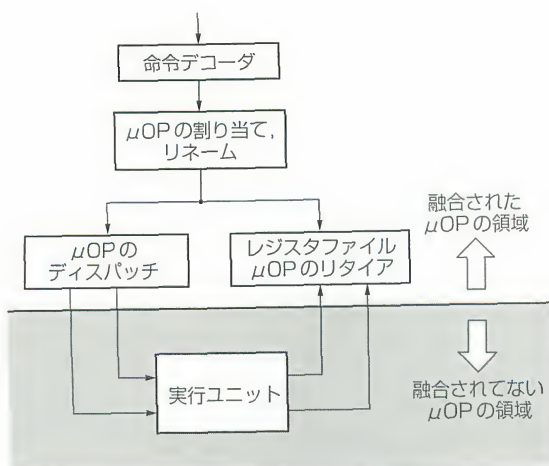 命令デコーダ
μOPの割り当て,
リネーム
融合された
μOPの領域
μOPの
ディスパッチ
レジスタファイル
μOPのリタイア
実行ユニット
融合されてない
μOPの領域